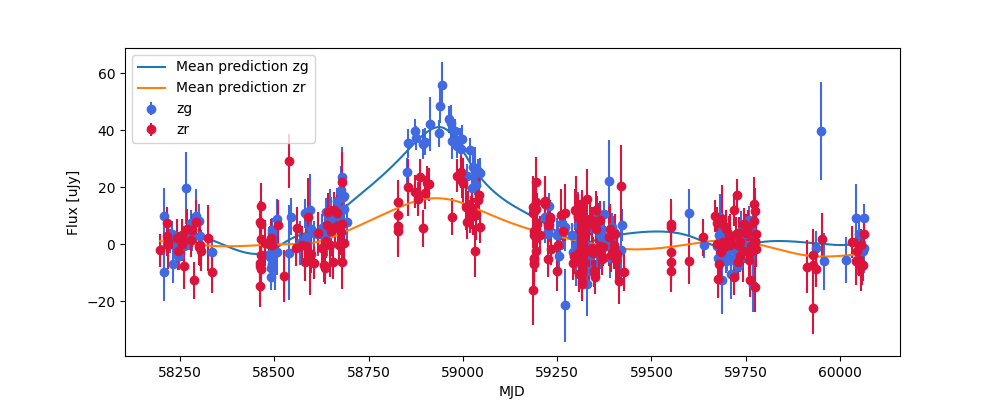 Mean prediction zg
Mean prediction zr
zg
zr
Flux [uJy]
60
40
20
0
−20
58250 58500 58750 59000 59250 59500 59750 60000
MJD